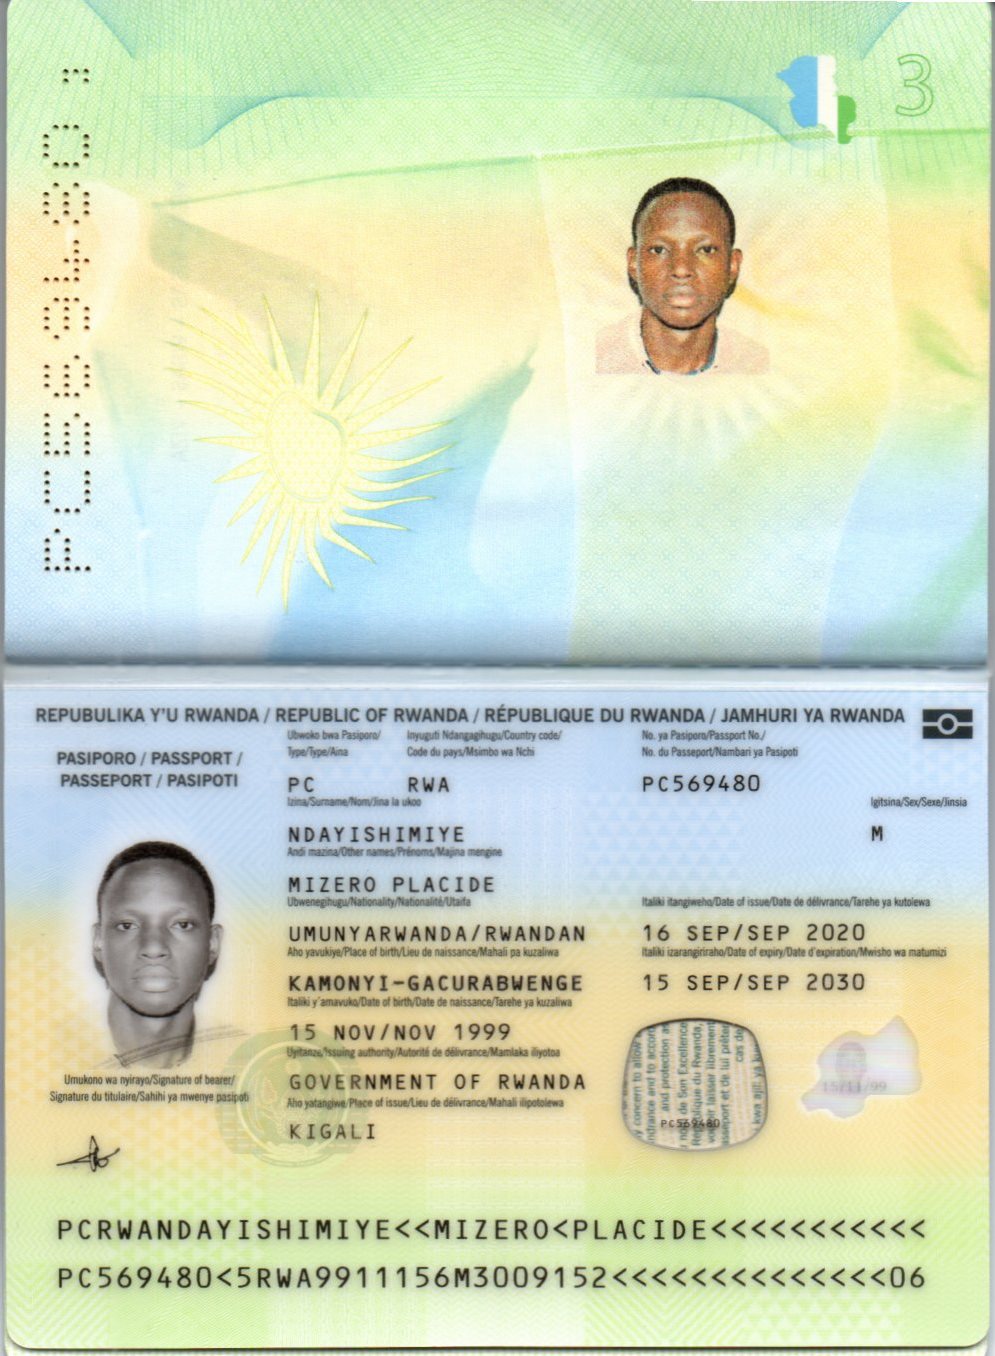 3
PC569480
REPUBULIKA Y'U RWANDA / REPUBLIC OF RWANDA / RÉPUBLIQUE DU RWANDA / JAMHURI YA RWANDA
PASIPORO / PASSPORT /
PASSEPORT / PASIPOTI
Ubwoko bwa Pasiporo/ Inyuguti Ndangagihugu/Country code/ No. ya Pasiporo/Passport No./
Type/Type/Aina Code du pays/Msimbo wa Nchi No. du Passeport/Nambari ya Pasipoti
PC RWA PC569480
Izina/Surname/Nom/Jina la ukoo Igitsina/Sex/Sexe/Jinsia
NDAYISHIMIYE M
Andi mazina/Other names/Prénoms/Majina mengine
MIZERO PLACIDE
Ubwenegihugu/Nationality/Nationalité/Utaifa Italiki itangiweho/Date of issue/Date de délivrance/Tarehe ya kutolewa
UMUNYARWANDA/RWANDAN 16 SEP/SEP 2020
Aho yavukiye/Place of birth/Lieu de naissance/Mahali pa kuzaliwa Italiki izarangiriraho/Date of expiry/Date d'expiration/Mwisho wa matumizi
KAMONYI-GACURABWENGE 15 SEP/SEP 2030
Italiki y'amavuko/Date of birth/Date de naissance/Tarehe ya kuzaliwa
15 NOV/NOV 1999
Uyitanze/Issuing authority/Autorité de délivrance/Mamlaka iliyotoa
GOVERNMENT OF RWANDA
Aho yatangiwe/Place of issue/Lieu de délivrance/Mahali ilipotolewa
KIGALI
Umukono wa nyirayo/Signature of bearer/
Signature du titulaire/Sahihi ya mwenye pasipoti
PC569480
15/11/99
PCRWANDAYISHIMIYE<<MIZERO<PLACIDE<<<<<<<<<<<
PC569480<5RWA9911156M3009152<<<<<<<<<<<<<<06